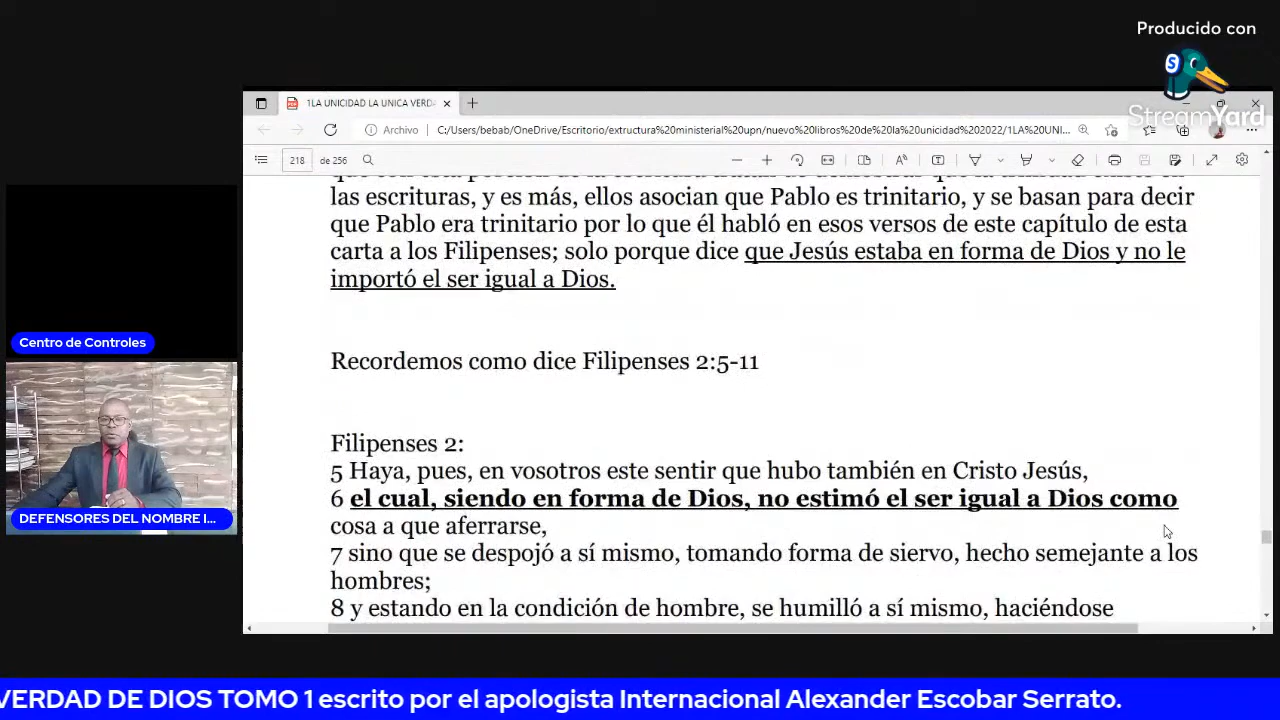 Producido con
StreamYard
1LA UNICIDAD LA UNICA VERDA
Archivo
C:/Users/bebab/OneDrive/Escritorio/extructura%20ministerial%20upn/nuevo%20libros%20de%20la%20unicidad%202022/1LA%20UNI...
218 de 256
las escrituras, y es más, ellos asocian que Pablo es trinitario, y se basan para decir
que Pablo era trinitario por lo que él habló en esos versos de este capítulo de esta
carta a los Filipenses; solo porque dice que Jesús estaba en forma de Dios y no le
importó el ser igual a Dios.
Recordemos como dice Filipenses 2:5-11
Filipenses 2:
5 Haya, pues, en vosotros este sentir que hubo también en Cristo Jesús,
6 el cual, siendo en forma de Dios, no estimó el ser igual a Dios como
cosa a que aferrarse,
7 sino que se despojó a sí mismo, tomando forma de siervo, hecho semejante a los
hombres;
8 y estando en la condición de hombre, se humilló a sí mismo, haciéndose
Centro de Controles
DEFENSORES DEL NOMBRE I...
VERDAD DE DIOS TOMO 1 escrito por el apologista Internacional Alexander Escobar Serrato.